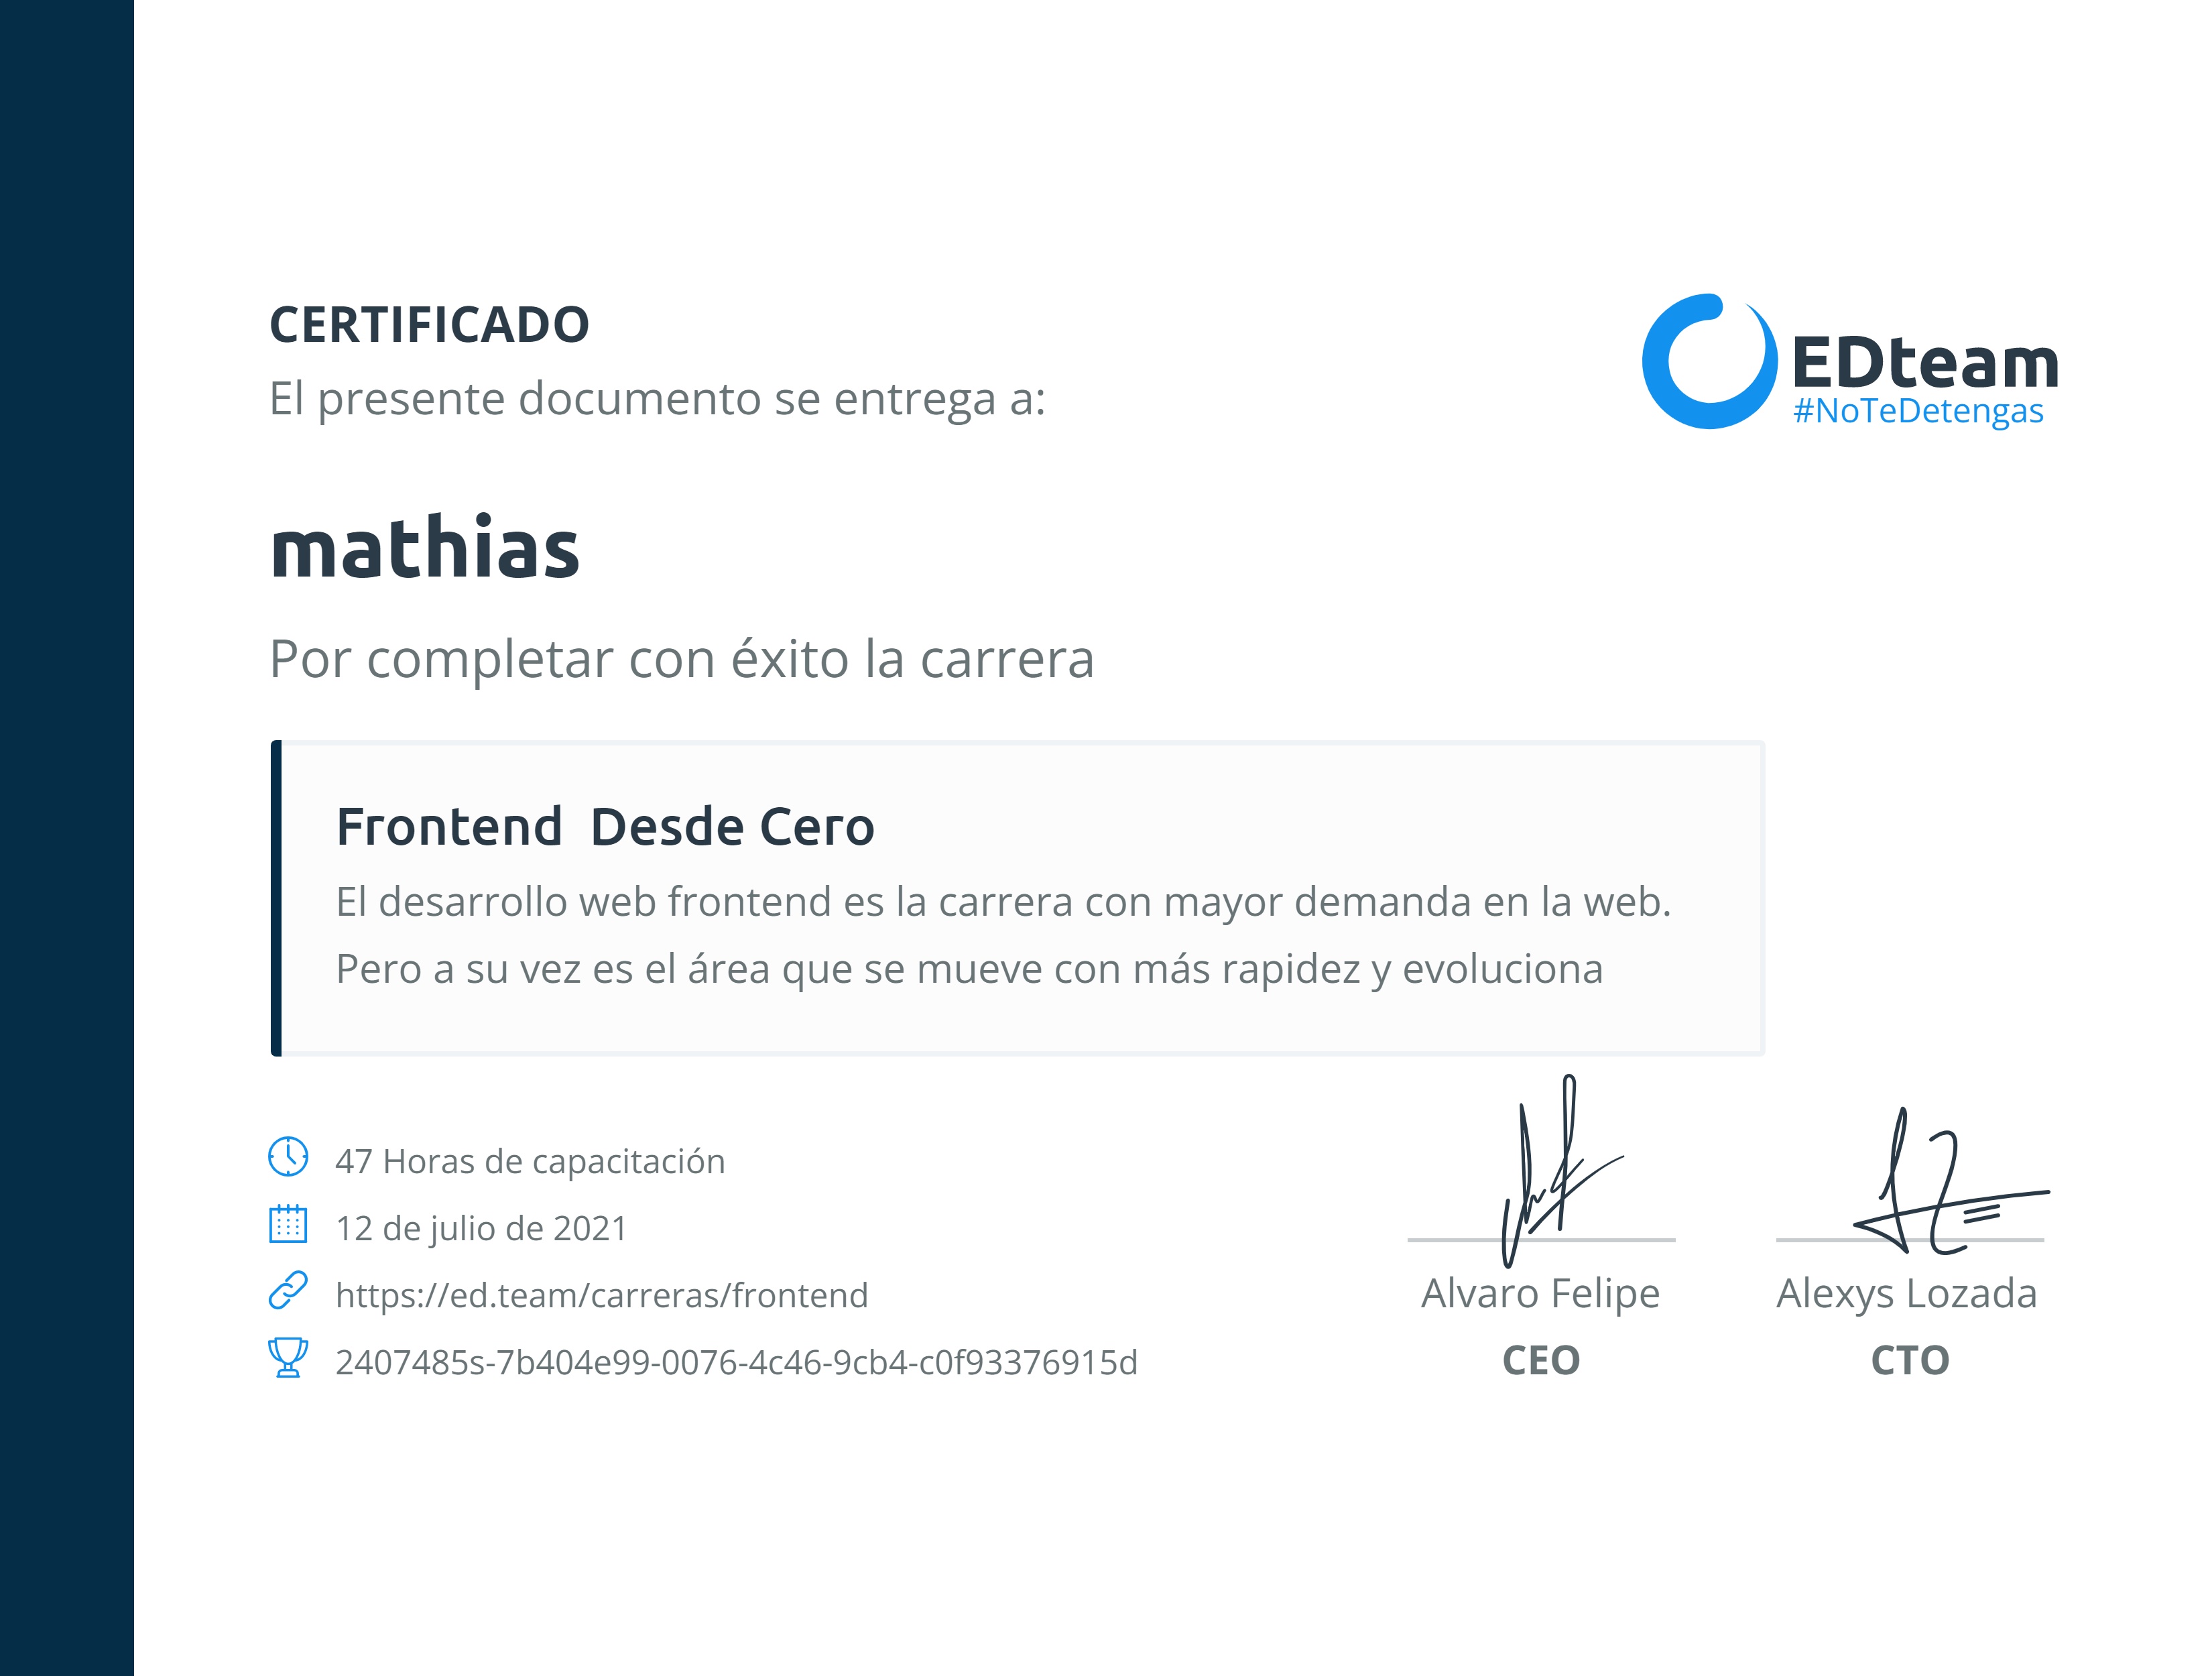 CERTIFICADO
El presente documento se entrega a:
EDteam
#NoTeDetengas
mathias
Por completar con éxito la carrera
Frontend  Desde Cero
El desarrollo web frontend es la carrera con mayor demanda en la web.
Pero a su vez es el área que se mueve con más rapidez y evoluciona
47 Horas de capacitación
12 de julio de 2021
https://ed.team/carreras/frontend
2407485s-7b404e99-0076-4c46-9cb4-c0f93376915d
Alvaro Felipe
CEO
Alexys Lozada
CTO